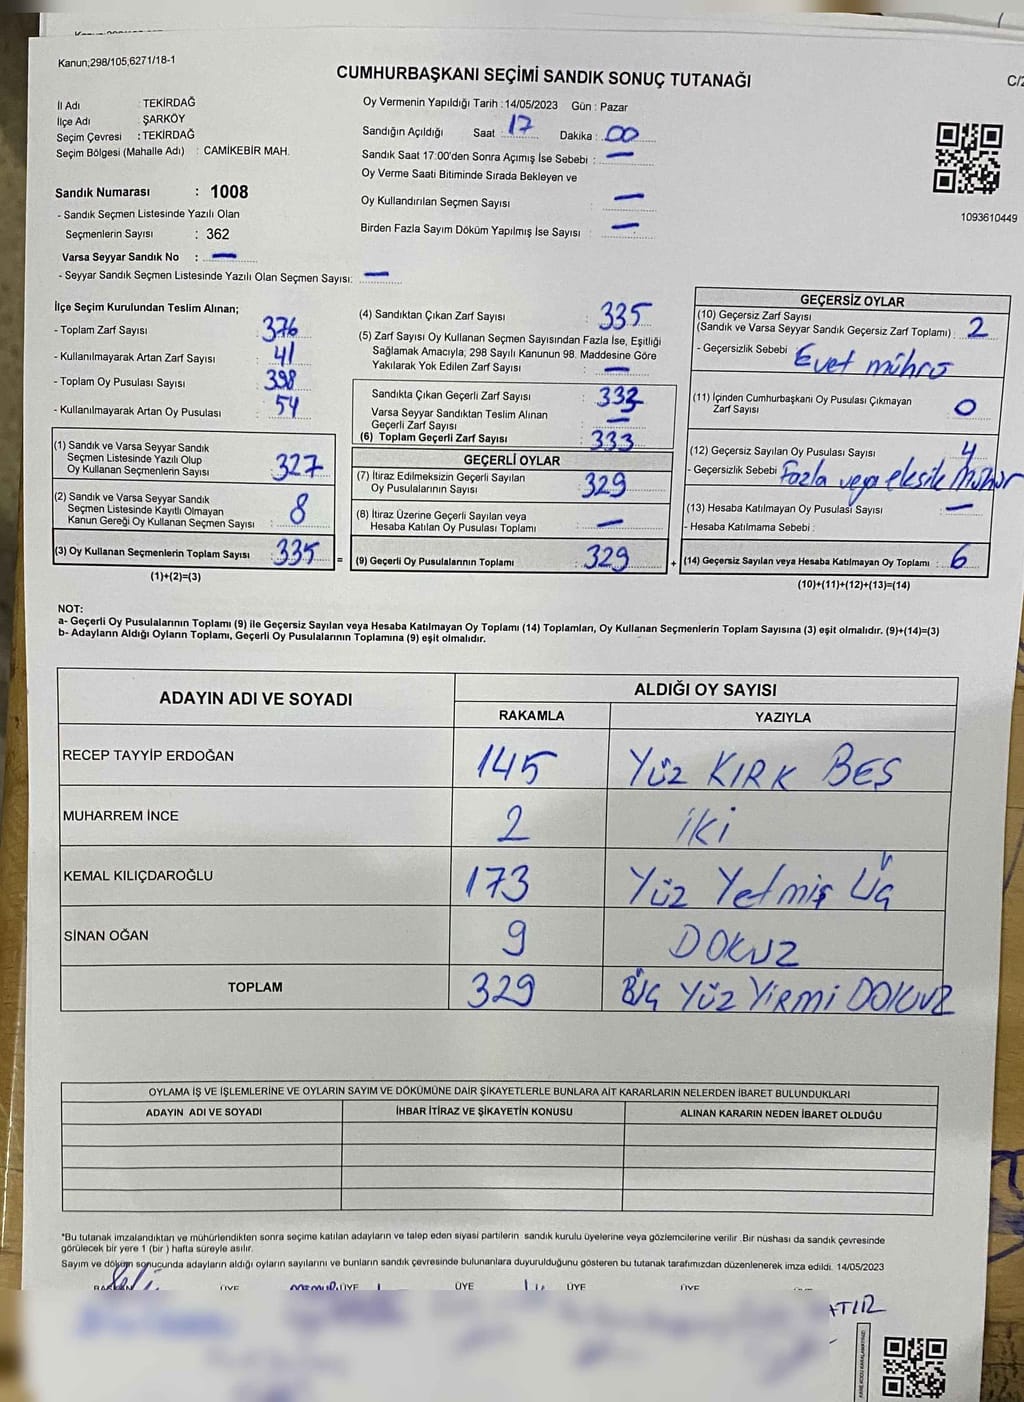 Kanun;298/105,6271/18-1
CUMHURBAŞKANI SEÇİMİ SANDIK SONUÇ TUTANAĞI
İl Adı : TEKİRDAĞ
İlçe Adı : ŞARKÖY
Seçim Çevresi : TEKİRDAĞ
Seçim Bölgesi (Mahalle Adı) : CAMİKEBİR MAH.
Oy Vermenin Yapıldığı Tarih : 14/05/2023 Gün : Pazar
Sandığın Açıldığı Saat : 17 Dakika : 00
Sandık Saat 17:00'den Sonra Açımış İse Sebebi : —
Oy Verme Saati Bitiminde Sırada Bekleyen ve
Oy Kullandırılan Seçmen Sayısı : —
Birden Fazla Sayım Döküm Yapılmış İse Sayısı : —
1093610449
Sandık Numarası : 1008
- Sandık Seçmen Listesinde Yazılı Olan
Seçmenlerin Sayısı : 362
Varsa Seyyar Sandık No : —
- Seyyar Sandık Seçmen Listesinde Yazılı Olan Seçmen Sayısı: —
İlçe Seçim Kurulundan Teslim Alınan;
- Toplam Zarf Sayısı : 376
- Kullanılmayarak Artan Zarf Sayısı : 41
- Toplam Oy Pusulası Sayısı : 398
- Kullanılmayarak Artan Oy Pusulası : 54
(1) Sandık ve Varsa Seyyar Sandık
Seçmen Listesinde Yazılı Olup
Oy Kullanan Seçmenlerin Sayısı : 327
(2) Sandık ve Varsa Seyyar Sandık
Seçmen Listesinde Kayıtlı Olmayan
Kanun Gereği Oy Kullanan Seçmen Sayısı : 8
(3) Oy Kullanan Seçmenlerin Toplam Sayısı : 335 =
(1)+(2)=(3)
(4) Sandıktan Çıkan Zarf Sayısı : 335
(5) Zarf Sayısı Oy Kullanan Seçmen Sayısından Fazla İse, Eşitliği
Sağlamak Amacıyla, 298 Sayılı Kanunun 98. Maddesine Göre
Yakılarak Yok Edilen Zarf Sayısı : —
Sandıkta Çıkan Geçerli Zarf Sayısı : 333
Varsa Seyyar Sandıktan Teslim Alınan
Geçerli Zarf Sayısı : —
(6) Toplam Geçerli Zarf Sayısı : 333
GEÇERLİ OYLAR
(7) İtiraz Edilmeksizin Geçerli Sayılan
Oy Pusulalarının Sayısı : 329
(8) İtiraz Üzerine Geçerli Sayılan veya
Hesaba Katılan Oy Pusulası Toplamı : —
(9) Geçerli Oy Pusulalarının Toplamı : 329 +
GEÇERSİZ OYLAR
(10) Geçersiz Zarf Sayısı
(Sandık ve Varsa Seyyar Sandık Geçersiz Zarf Toplamı) : 2
- Geçersizlik Sebebi : Evet mührü
(11) İçinden Cumhurbaşkanı Oy Pusulası Çıkmayan
Zarf Sayısı : 0
(12) Geçersiz Sayılan Oy Pusulası Sayısı : 4
- Geçersizlik Sebebi : Fazla veya eksik Mühür
(13) Hesaba Katılmayan Oy Pusulası Sayısı : —
- Hesaba Katılmama Sebebi :
(14) Geçersiz Sayılan veya Hesaba Katılmayan Oy Toplamı : 6
(10)+(11)+(12)+(13)=(14)
NOT:
a- Geçerli Oy Pusulalarının Toplamı (9) ile Geçersiz Sayılan veya Hesaba Katılmayan Oy Toplamı (14) Toplamları, Oy Kullanan Seçmenlerin Toplam Sayısına (3) eşit olmalıdır. (9)+(14)=(3)
b- Adayların Aldığı Oyların Toplamı, Geçerli Oy Pusulalarının Toplamına (9) eşit olmalıdır.
ADAYIN ADI VE SOYADI ALDIĞI OY SAYISI
RAKAMLA YAZIYLA
RECEP TAYYİP ERDOĞAN 145 Yüz KIRK BEŞ
MUHARREM İNCE 2 İki
KEMAL KILIÇDAROĞLU 173 Yüz Yetmiş Üç
SİNAN OĞAN 9 DOKUZ
TOPLAM 329 Üç Yüz Yirmi DOKUZ
OYLAMA İŞ VE İŞLEMLERİNE VE OYLARIN SAYIM VE DÖKÜMÜNE DAİR ŞİKAYETLERLE BUNLARA AİT KARARLARIN NELERDEN İBARET BULUNDUKLARI
ADAYIN ADI VE SOYADI İHBAR İTİRAZ VE ŞİKAYETİN KONUSU ALINAN KARARIN NEDEN İBARET OLDUĞU
*Bu tutanak imzalandıktan ve mühürlendikten sonra seçime katılan adayların ve talep eden siyasi partilerin sandık kurulu üyelerine veya gözlemcilerine verilir .Bir nüshası da sandık çevresinde
görülecek bir yere 1 (bir ) hafta süreyle asılır.
Sayım ve döküm sonucunda adayların aldığı oyların sayılarını ve bunların sandık çevresinde bulunanlara duyurulduğunu gösteren bu tutanak tarafımızdan düzenlenerek imza edildi. 14/05/2023
ÜYE ÜYE ÜYE ÜYE ÜYE